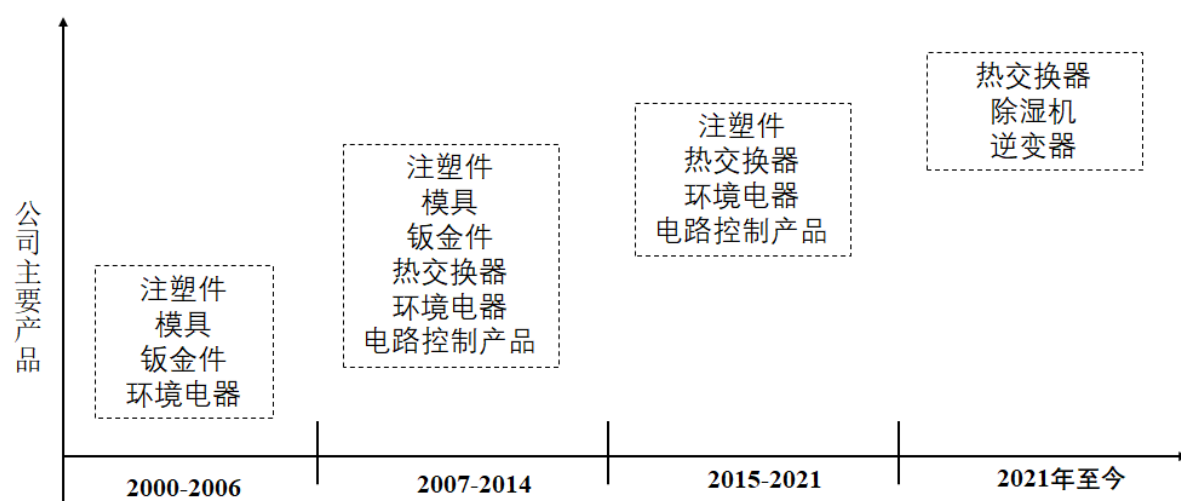 公司主要产品
注塑件
模具
钣金件
环境电器
注塑件
模具
钣金件
热交换器
环境电器
电路控制产品
注塑件
热交换器
环境电器
电路控制产品
热交换器
除湿机
逆变器
2000-2006
2007-2014
2015-2021
2021年至今